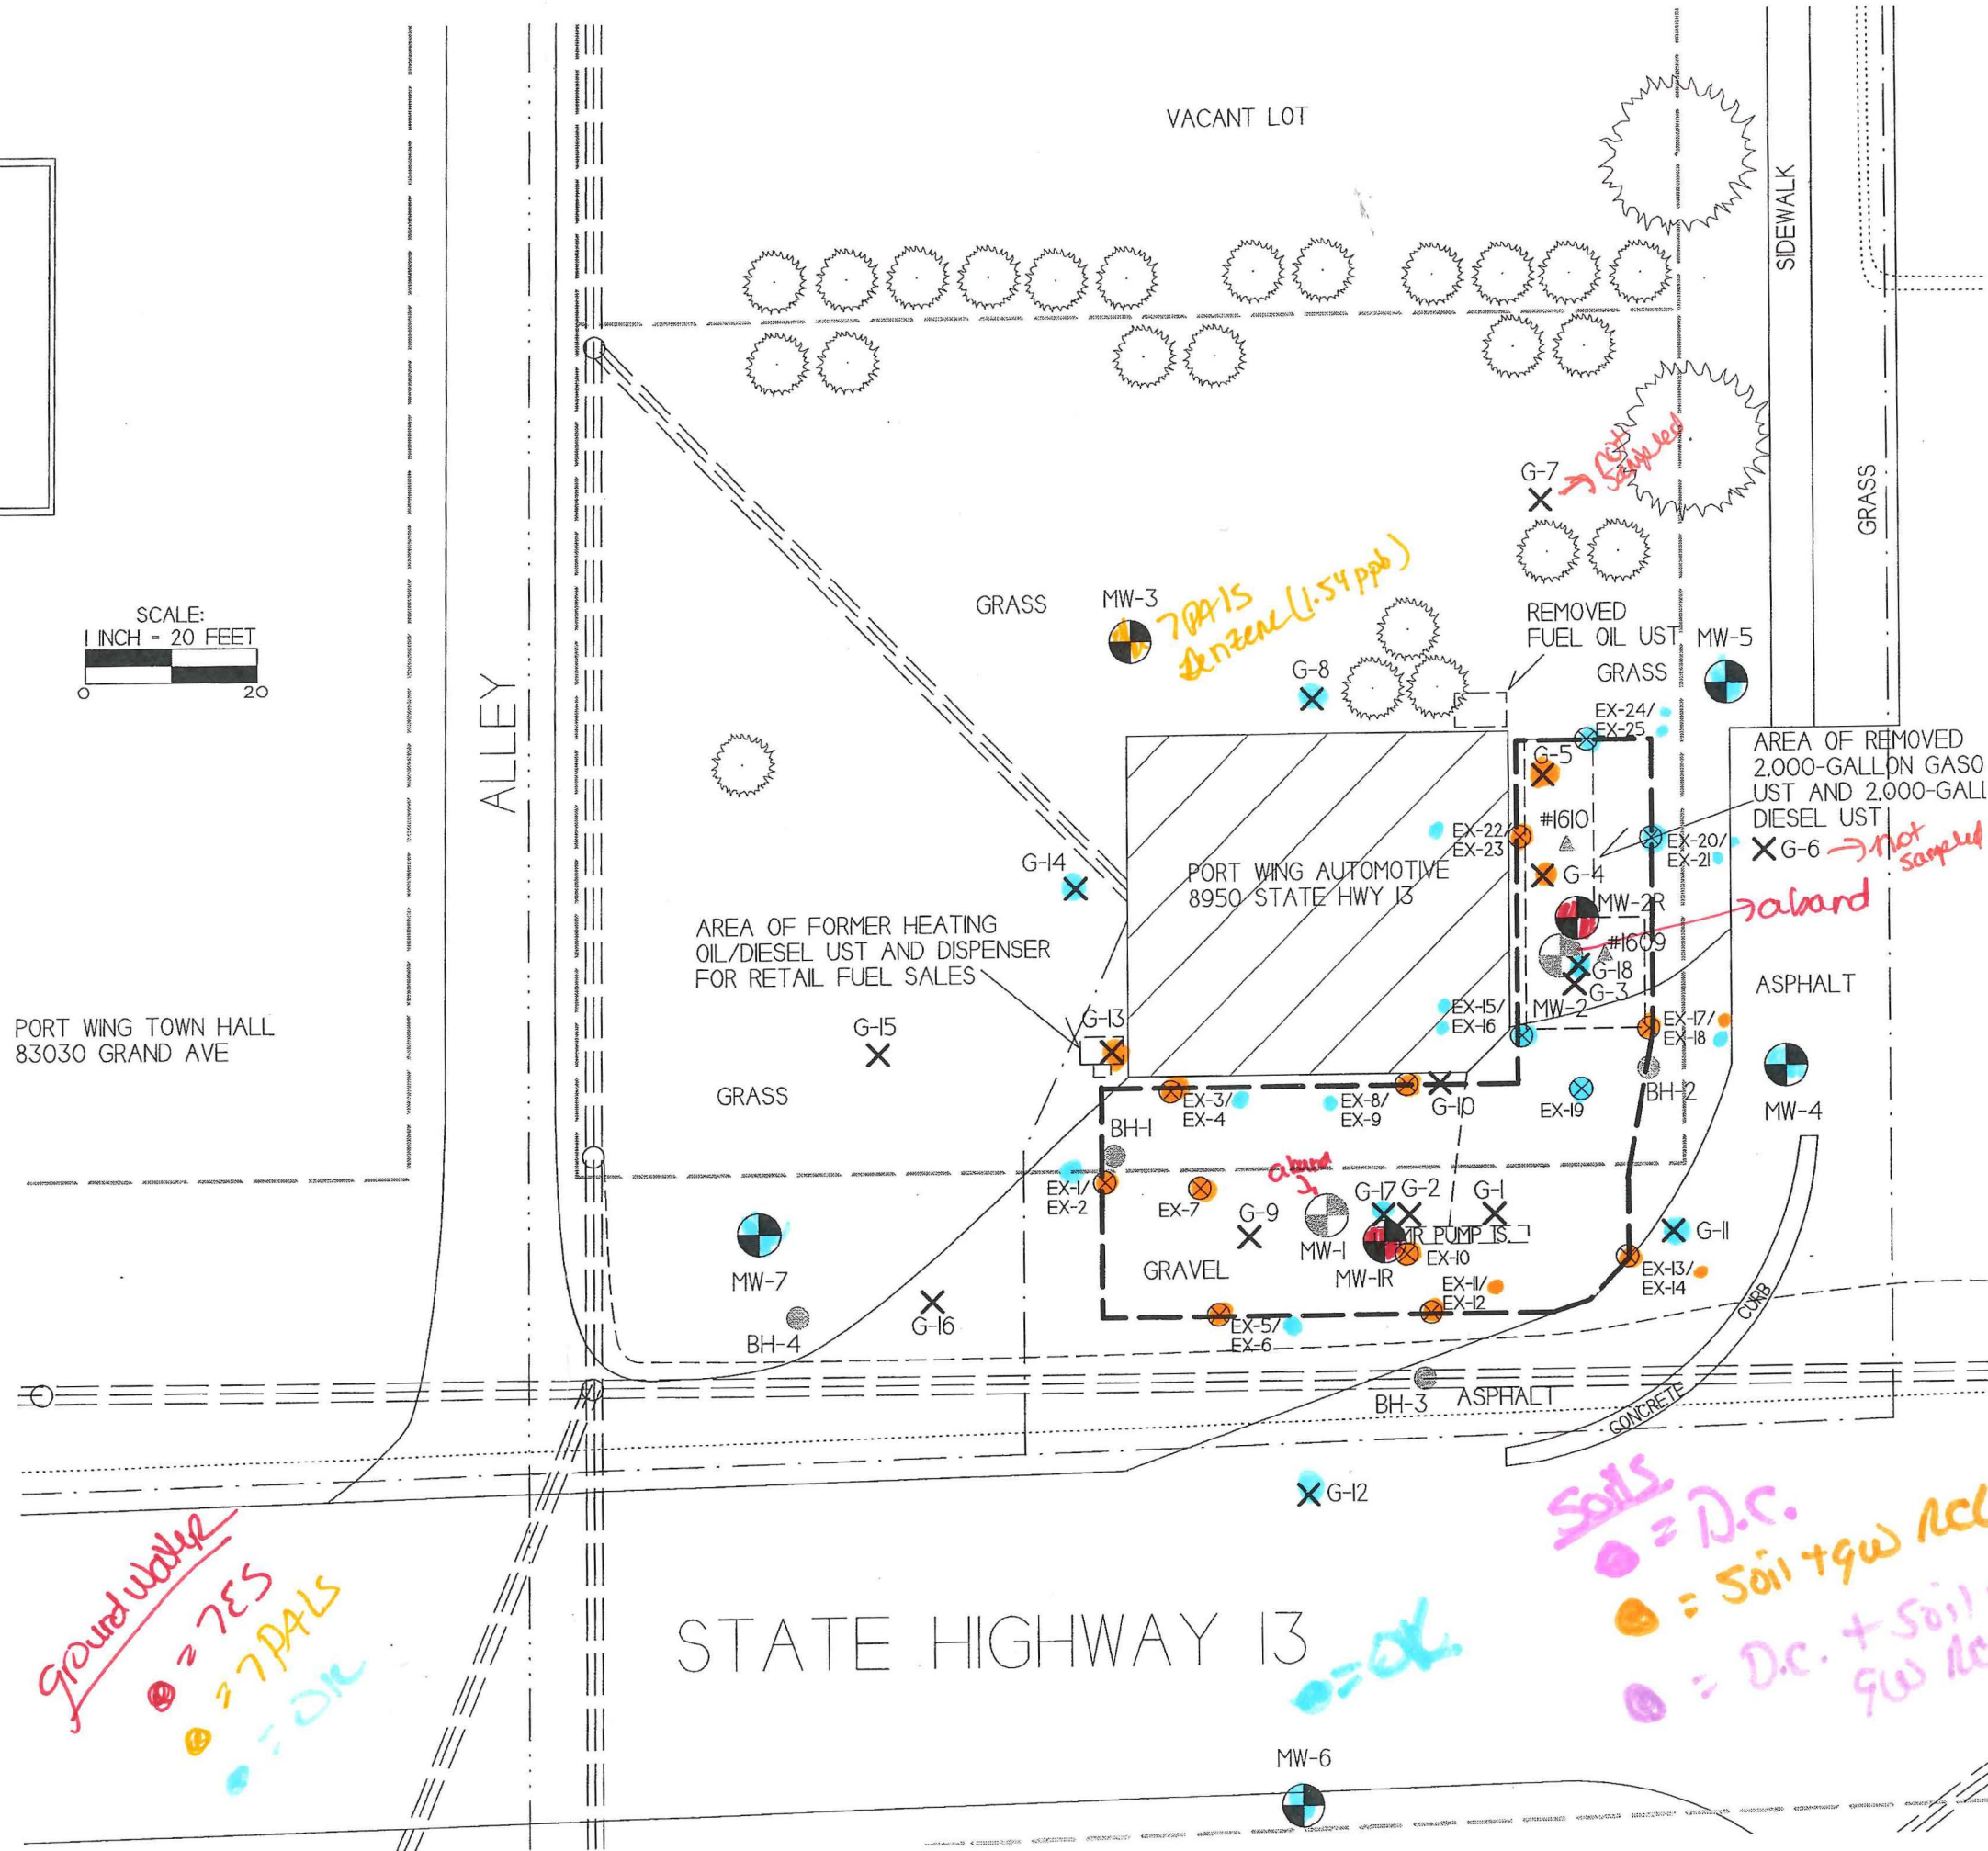 VACANT LOT
SIDEWALK
GRASS
G-7
→ not
sampled
SCALE:
1 INCH = 20 FEET
0 20
ALLEY
GRASS
MW-3
>PALS
Benzene (1.54 ppb)
G-8
REMOVED
FUEL OIL UST
MW-5
GRASS
EX-24/
EX-25
G-5
AREA OF REMOVED
2,000-GALLON GASO
UST AND 2,000-GALL
DIESEL UST
#1610
EX-22/
EX-23
EX-20/
EX-21
G-6 → not
sampled
G-4
G-14
PORT WING AUTOMOTIVE
8950 STATE HWY 13
MW-2R
→ aband
AREA OF FORMER HEATING
OIL/DIESEL UST AND DISPENSER
FOR RETAIL FUEL SALES
#1609
G-18
G-3
MW-2
ASPHALT
EX-15/
EX-16
EX-17/
EX-18
PORT WING TOWN HALL
83030 GRAND AVE
G-15
G-13
BH-2
MW-4
GRASS
EX-3/
EX-4
EX-8/
EX-9
G-10
EX-19
BH-1
aband
EX-1/
EX-2
EX-7
G-9
G-17
G-2
G-1
MW-1
PUMP IS.
G-11
MW-7
GRAVEL
MW-1R
EX-10
EX-11/
EX-12
EX-13/
EX-14
BH-4
G-16
EX-5/
EX-6
CURB
BH-3
ASPHALT
CONCRETE
G-12
Groundwater
= >ES
= >PALS
= OK
STATE HIGHWAY 13
= OK
Soils
= D.C.
= Soil + gw RCL
= D.C. + Soil
gw
MW-6